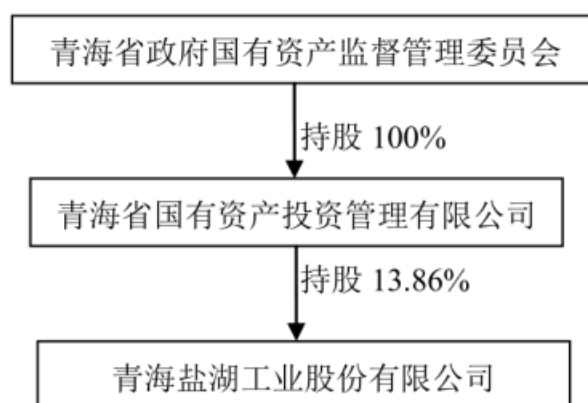 青海省政府国有资产监督管理委员会
持股 100%
青海省国有资产投资管理有限公司
持股 13.86%
青海盐湖工业股份有限公司